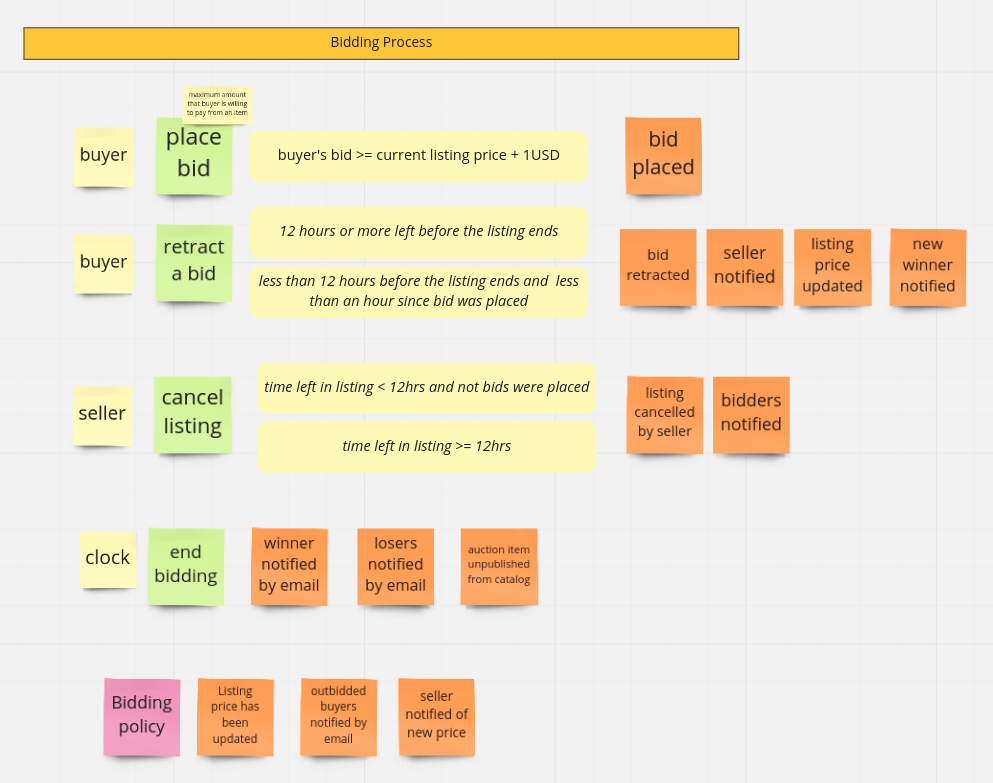 Bidding Process
maximum amount
that buyer is willing
to pay from an item
buyer
place
bid
buyer's bid >= current listing price + 1USD
bid
placed
buyer
retract
a bid
12 hours or more left before the listing ends
less than 12 hours before the listing ends and less
than an hour since bid was placed
bid
retracted
seller
notified
listing
price
updated
new
winner
notified
seller
cancel
listing
time left in listing < 12hrs and not bids were placed
time left in listing >= 12hrs
listing
cancelled
by seller
bidders
notified
clock
end
bidding
winner
notified
by email
losers
notified
by email
auction item
unpublished
from catalog
Bidding
policy
Listing
price has
been
updated
outbidded
buyers
notified by
email
seller
notified of
new price